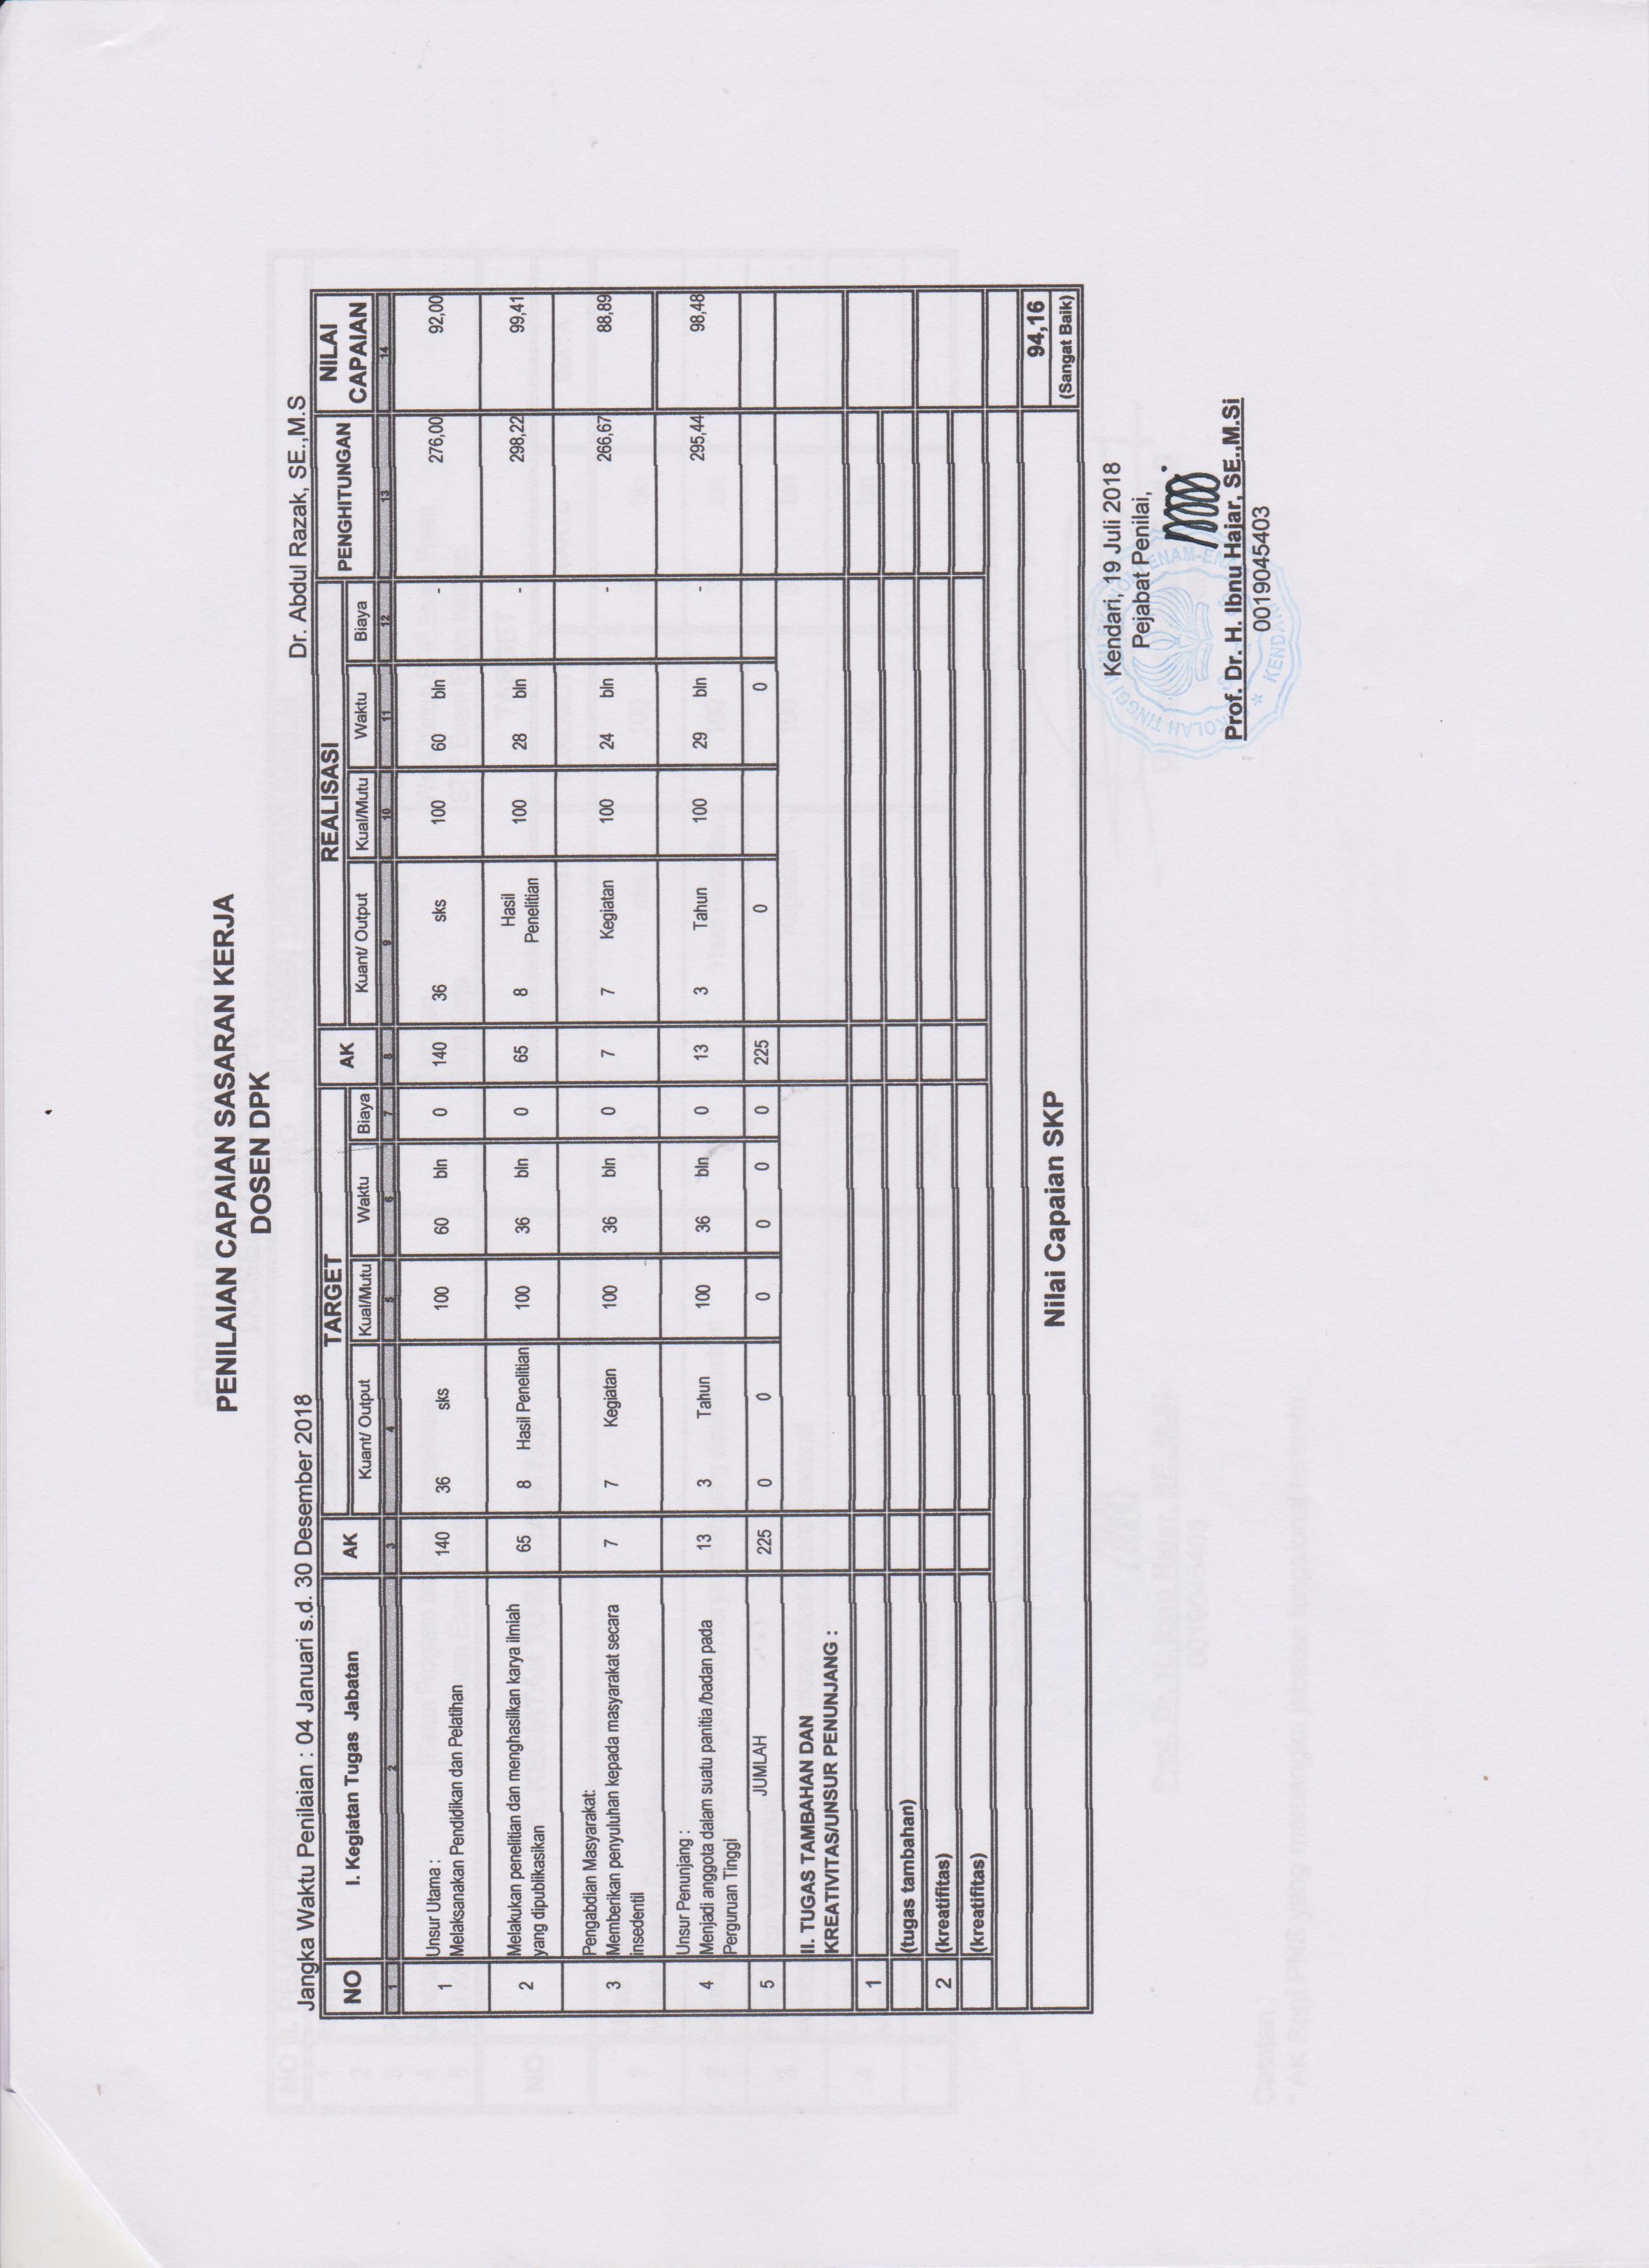 PENILAIAN CAPAIAN SASARAN KERJA
DOSEN DPK
Jangka Waktu Penilaian : 04 Januari s.d. 30 Desember 2018 Dr. Abdul Razak, SE.,M.S
NO I. Kegiatan Tugas Jabatan AK TARGET AK REALISASI PENGHITUNGAN NILAI CAPAIAN
Kuant/ Output Kual/Mutu Waktu Biaya Kuant/ Output Kual/Mutu Waktu Biaya
1 2 3 4 5 6 7 8 9 10 11 12 13 14
1 Unsur Utama :
Melaksanakan Pendidikan dan Pelatihan 140 36 sks 100 60 bln 0 140 36 sks 100 60 bln - 276,00 92,00
2 Melakukan penelitian dan menghasilkan karya ilmiah
yang dipublikasikan 65 8 Hasil Penelitian 100 36 bln 0 65 8 Hasil Penelitian 100 28 bln - 298,22 99,41
3 Pengabdian Masyarakat:
Memberikan penyuluhan kepada masyarakat secara
insedentil 7 7 Kegiatan 100 36 bln 0 7 7 Kegiatan 100 24 bln - 266,67 88,89
4 Unsur Penunjang :
Menjadi anggota dalam suatu panitia /badan pada
Perguruan Tinggi 13 3 Tahun 100 36 bln 0 13 3 Tahun 100 29 bln - 295,44 98,48
5 JUMLAH 225 0 0 0 0 0 0 225 0 0
II. TUGAS TAMBAHAN DAN
KREATIVITAS/UNSUR PENUNJANG :
1
(tugas tambahan)
2 (kreatifitas)
(kreatifitas)
Nilai Capaian SKP 94,16
(Sangat Baik)
Kendari, 19 Juli 2018
Pejabat Penilai,
Prof. Dr. H. Ibnu Hajar, SE.,M.Si
0019045403
KENDARI